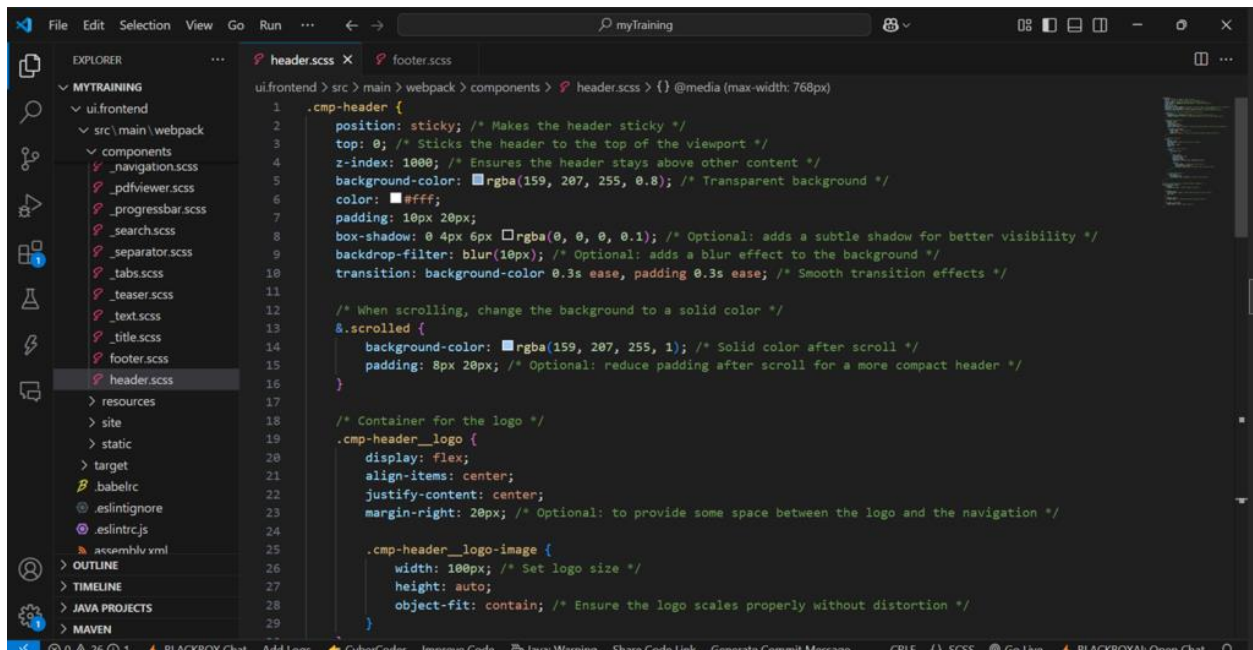 File Edit Selection View Go Run ··· myTraining
EXPLORER ···
header.scss footer.scss
MYTRAINING
ui.frontend
src\main\webpack
components
_navigation.scss
_pdfviewer.scss
_progressbar.scss
_search.scss
_separator.scss
_tabs.scss
_teaser.scss
_text.scss
_title.scss
footer.scss
header.scss
resources
site
static
target
.babelrc
.eslintignore
.eslintrc.js
assembly.xml
OUTLINE
TIMELINE
JAVA PROJECTS
MAVEN
ui.frontend > src > main > webpack > components > header.scss > {} @media (max-width: 768px)
1 .cmp-header {
2 position: sticky; /* Makes the header sticky */
3 top: 0; /* Sticks the header to the top of the viewport */
4 z-index: 1000; /* Ensures the header stays above other content */
5 background-color: rgba(159, 207, 255, 0.8); /* Transparent background */
6 color: #fff;
7 padding: 10px 20px;
8 box-shadow: 0 4px 6px rgba(0, 0, 0, 0.1); /* Optional: adds a subtle shadow for better visibility */
9 backdrop-filter: blur(10px); /* Optional: adds a blur effect to the background */
10 transition: background-color 0.3s ease, padding 0.3s ease; /* Smooth transition effects */
11
12 /* When scrolling, change the background to a solid color */
13 &.scrolled {
14 background-color: rgba(159, 207, 255, 1); /* Solid color after scroll */
15 padding: 8px 20px; /* Optional: reduce padding after scroll for a more compact header */
16 }
17
18 /* Container for the logo */
19 .cmp-header__logo {
20 display: flex;
21 align-items: center;
22 justify-content: center;
23 margin-right: 20px; /* Optional: to provide some space between the logo and the navigation */
24
25 .cmp-header__logo-image {
26 width: 100px; /* Set logo size */
27 height: auto;
28 object-fit: contain; /* Ensure the logo scales properly without distortion */
29 }
0 26 1 BLACKBOX Chat Add Logs CyberCoder Improve Code Java: Warning Share Code Link Generate Commit Message CRLF {} SCSS Go Live BLACKBOXAI: Open Chat